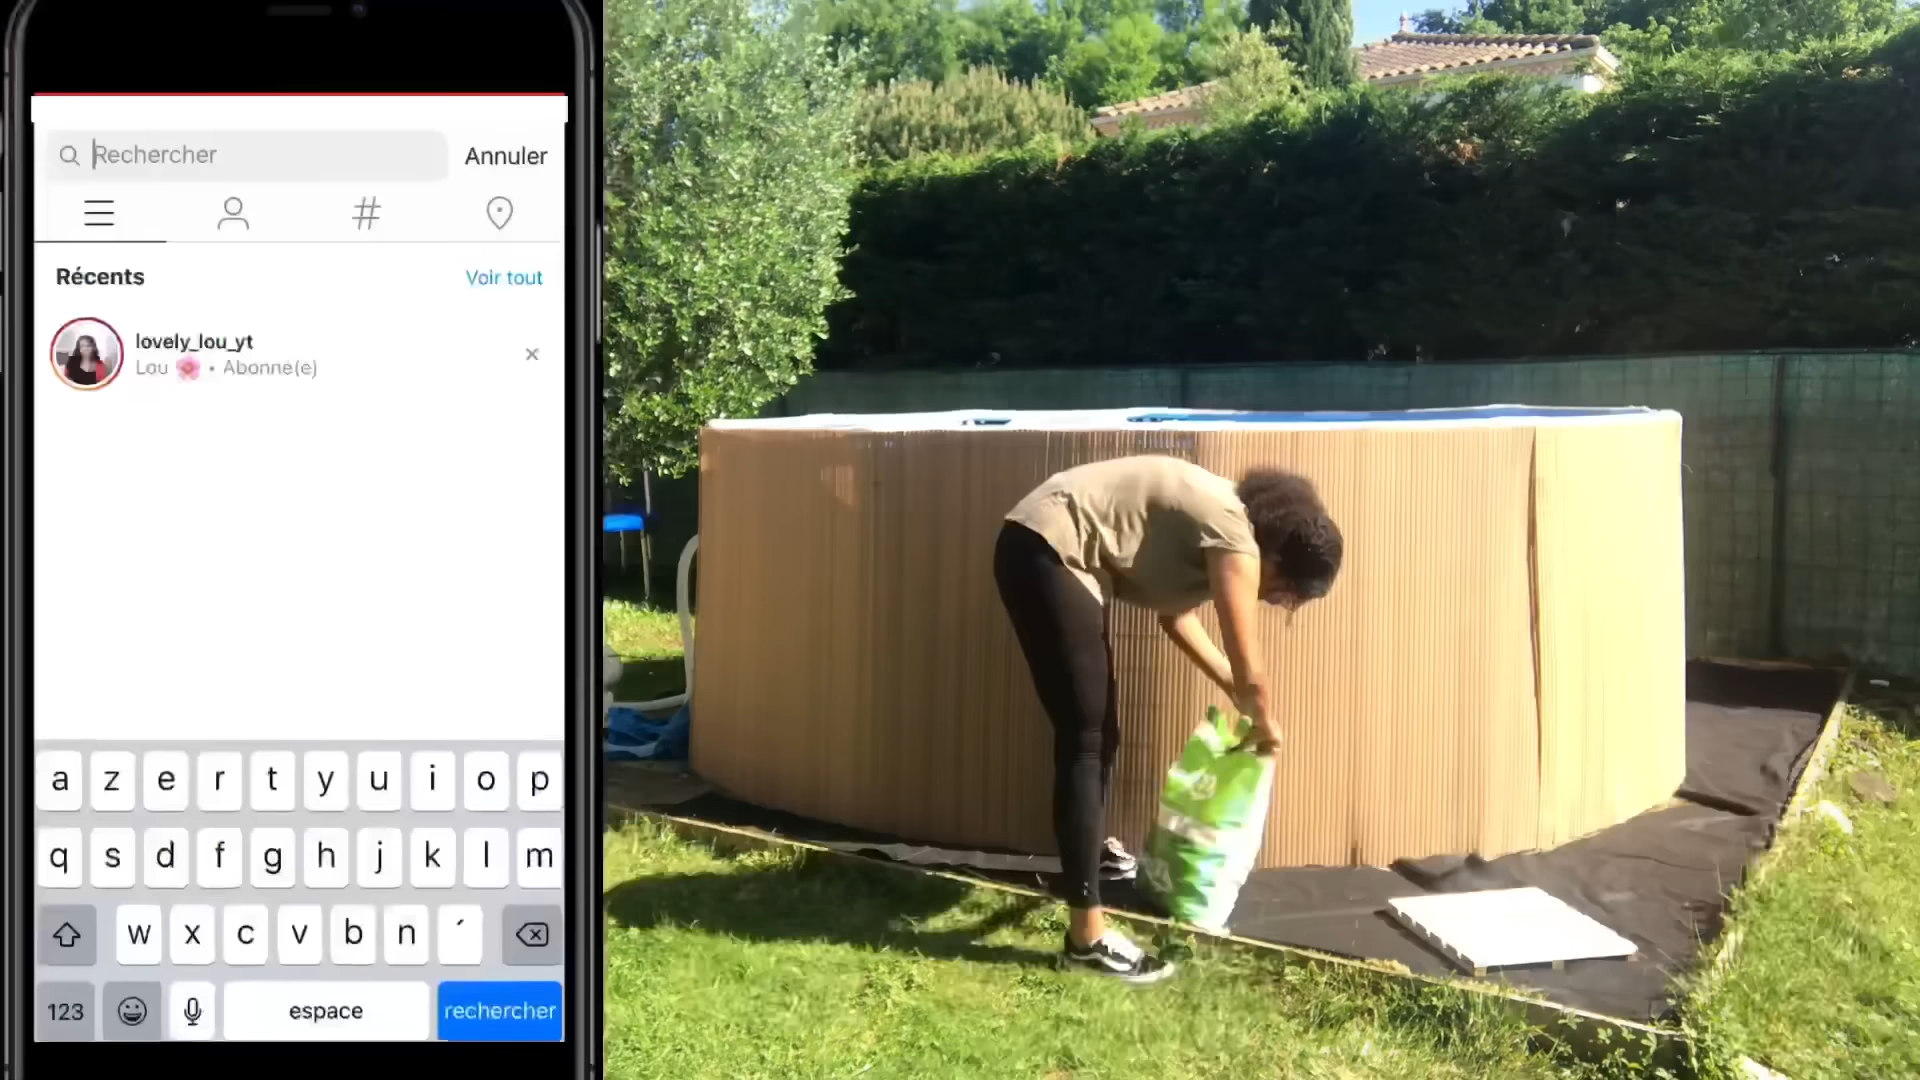 Rechercher
Annuler
Récents
Voir tout
lovely_lou_yt
Lou 🌸 • Abonné(e)
a z e r t y u i o p
q s d f g h j k l m
w x c v b n ´
123
espace
rechercher